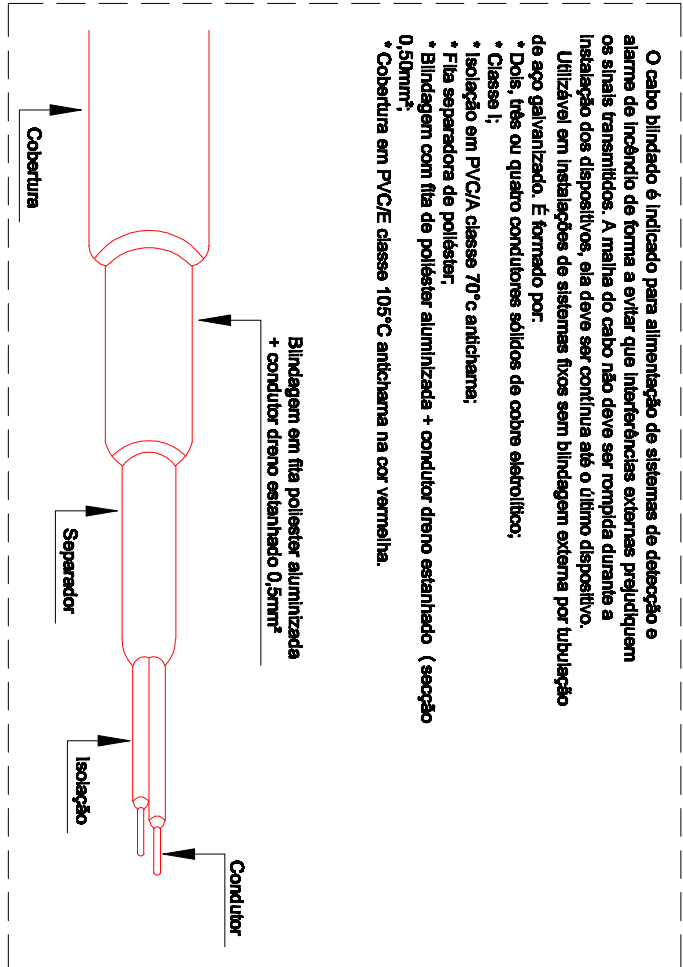 O cabo blindado é indicado para alimentação de sistemas de detecção e
alarme de incêndio de forma a evitar que interferências externas prejudiquem
os sinais transmitidos. A malha do cabo não deve ser rompida durante a
instalação dos dispositivos, ela deve ser contínua até o último dispositivo.
Utilizável em instalações de sistemas fixos sem blindagem externa por tubulação
de aço galvanizado. É formado por:
* Dois, três ou quatro condutores sólidos de cobre eletrolítico;
* Classe I;
* Isolação em PVC/A classe 70°c antichama;
* Fita separadora de poliéster;
* Blindagem com fita de poliéster aluminizada + condutor dreno estanhado ( secção
0,50mm²;
* Cobertura em PVC/E classe 105°C antichama na cor vermelha.
Blindagem em fita poliester aluminizada
+ condutor dreno estanhado 0,5mm²
Condutor
Cobertura
Separador
Isolação